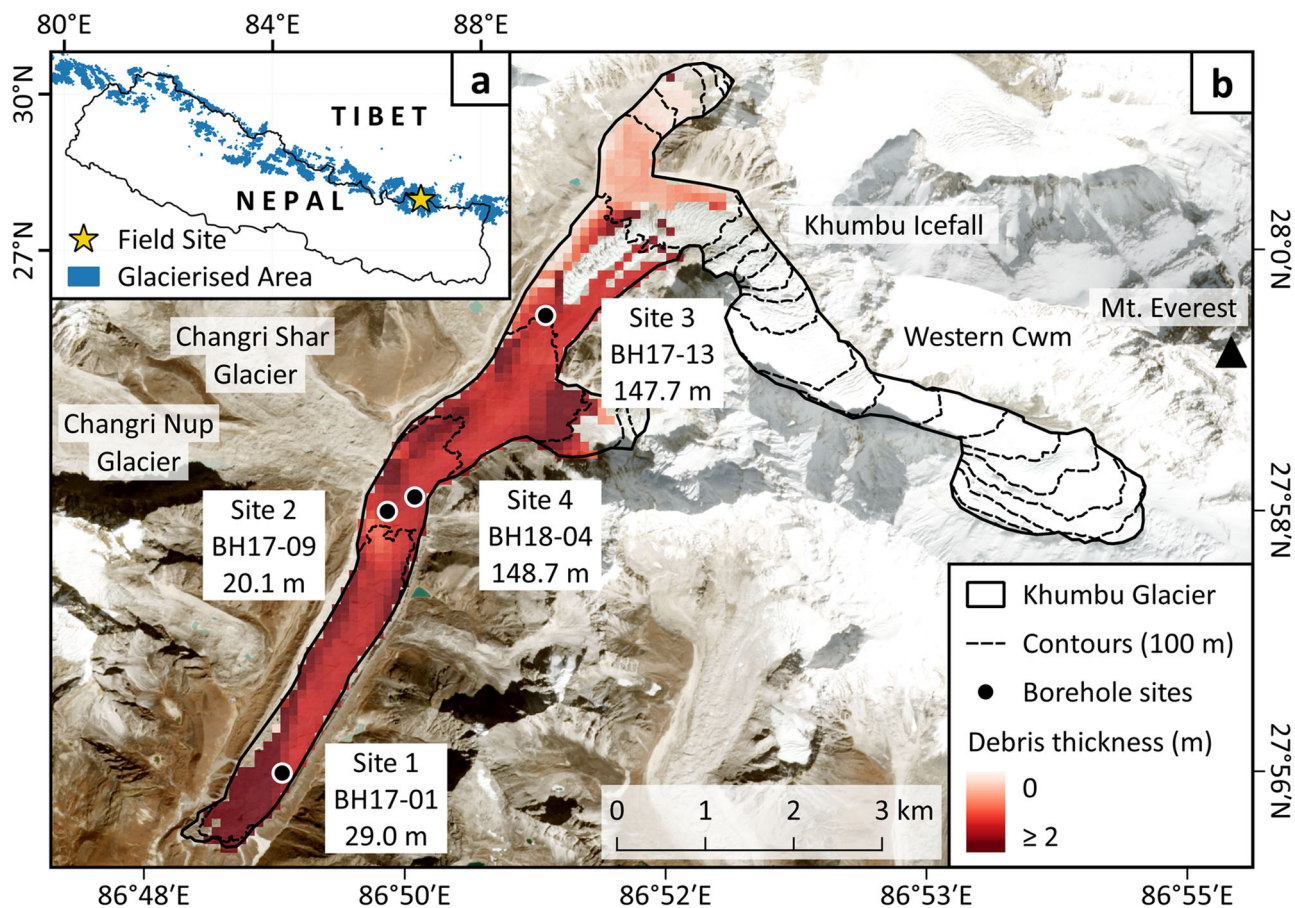 80°E
84°E
88°E
30°N
27°N
a
TIBET
NEPAL
Field Site
Glacierised Area
b
Khumbu Icefall
Mt. Everest
Western Cwm
Changri Shar
Glacier
Changri Nup
Glacier
Site 3
BH17-13
147.7 m
Site 2
BH17-09
20.1 m
Site 4
BH18-04
148.7 m
Site 1
BH17-01
29.0 m
28°0′N
27°58′N
27°56′N
Khumbu Glacier
Contours (100 m)
Borehole sites
Debris thickness (m)
0
≥ 2
0 1 2 3 km
86°48′E
86°50′E
86°52′E
86°53′E
86°55′E